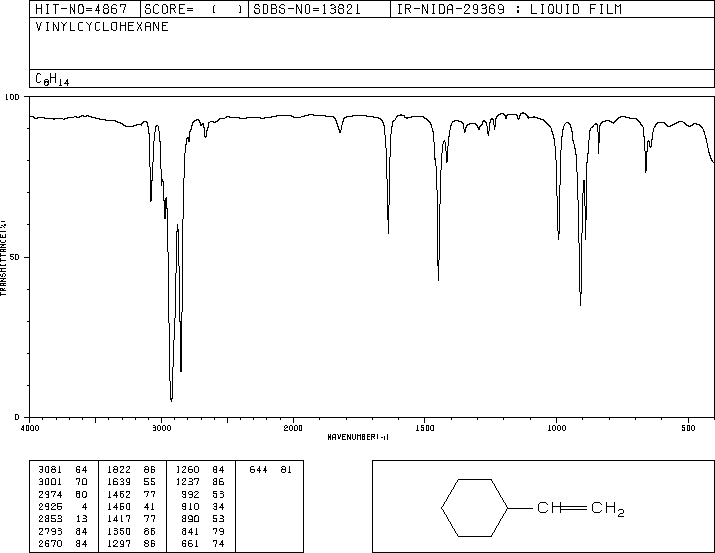 HIT-NO=4867 SCORE= ( ) SDBS-NO=13821 IR-NIDA-29369 : LIQUID FILM
VINYLCYCLOHEXANE
C8H14
100
50
0
TRANSMITTANCE(%)
4000 3000 2000 1500 1000 500
WAVENUMBER(-1)
3081 64 1822 86 1260 84 644 81
3001 70 1639 55 1237 86
2974 60 1462 77 992 53
2925 4 1450 41 910 34
2853 13 1417 77 890 53
2793 84 1350 86 841 79
2670 84 1297 86 661 74
CH CH2